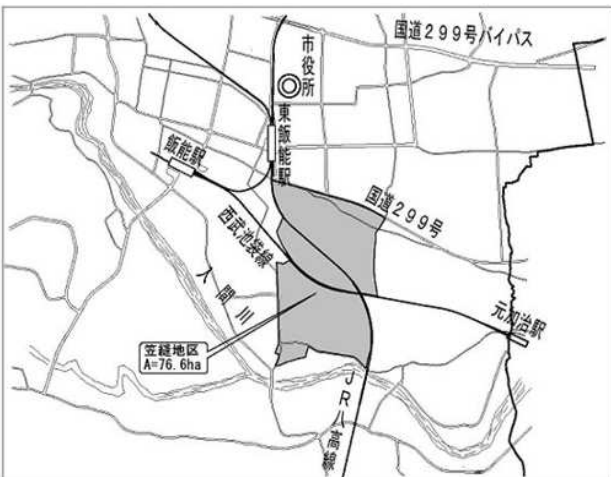 国道299号バイパス
市役所
東飯能駅
飯能駅
国道299号
西武池袋線
入間川
元加治駅
笠縫地区
A=76.6ha
JR八高線